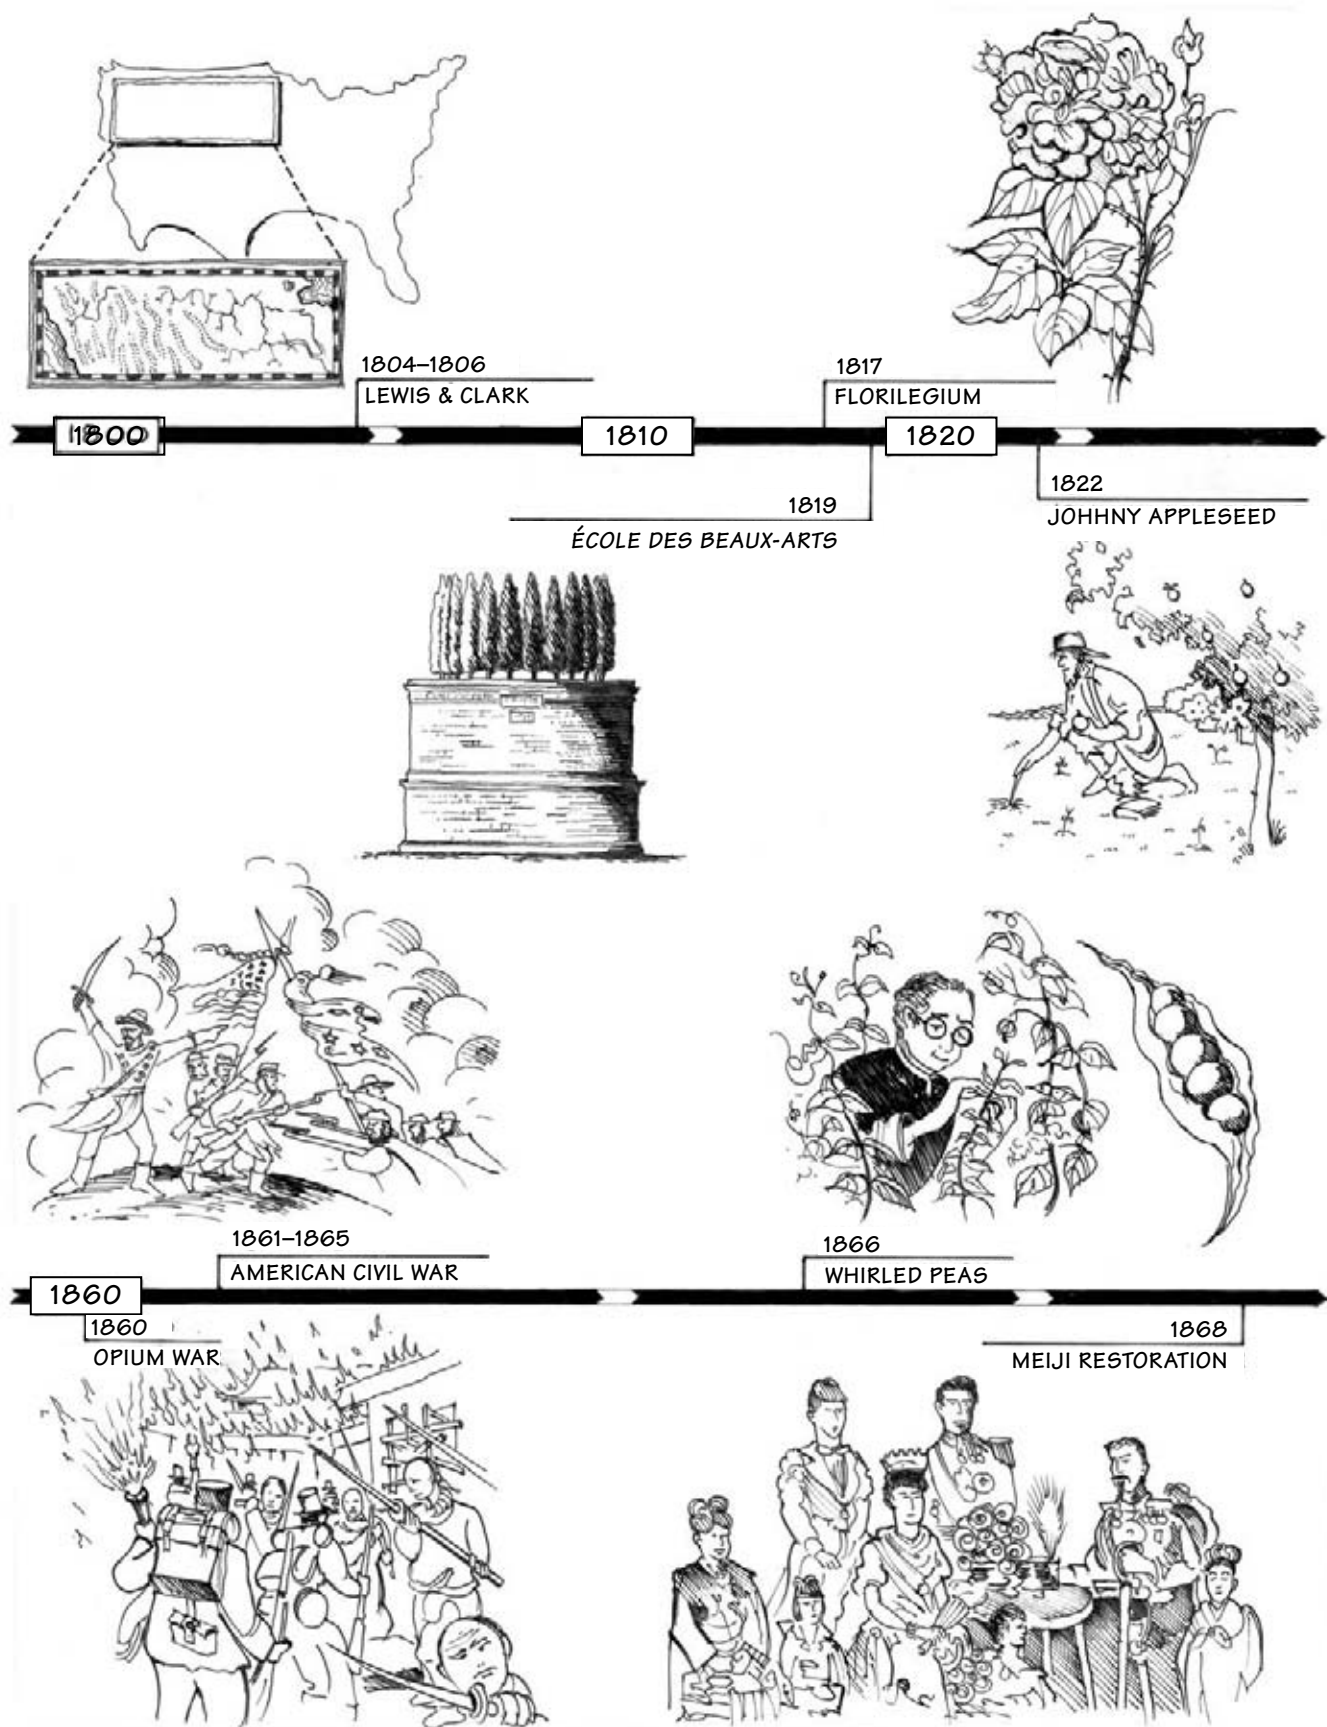 1804–1806
LEWIS & CLARK
1817
FLORILEGIUM
1800
1810
1820
1819
ÉCOLE DES BEAUX-ARTS
1822
JOHHNY APPLESEED
1861–1865
AMERICAN CIVIL WAR
1866
WHIRLED PEAS
1860
1860
OPIUM WAR
1868
MEIJI RESTORATION